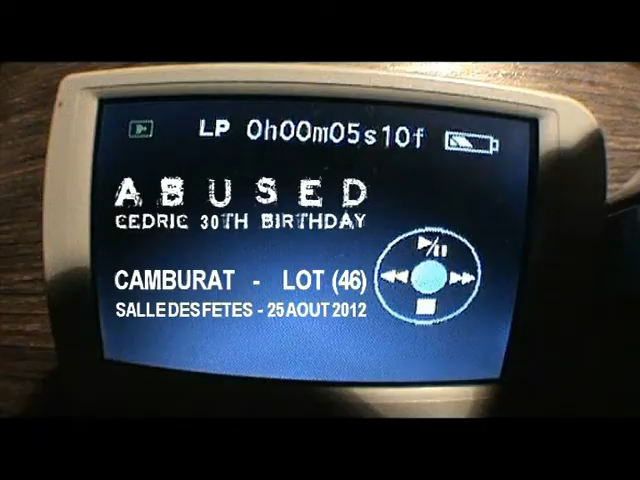 LP 0h00m05s10f
ABUSED
CEDRIC 30TH BIRTHDAY
CAMBURAT - LOT (46)
SALLE DES FETES - 25 AOUT 2012